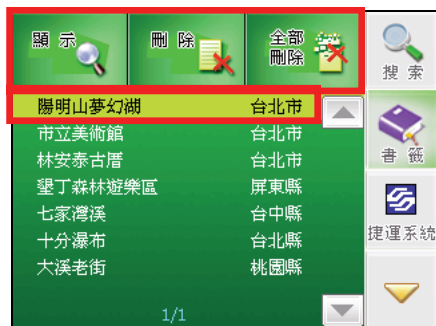 顯示
刪除
全部
刪除
搜索
陽明山夢幻湖 台北市
市立美術館 台北市
林安泰古厝 台北市
墾丁森林遊樂區 屏東縣
七家灣溪 台中縣
十分瀑布 台北縣
大溪老街 桃園縣
書籤
捷運系統
1/1